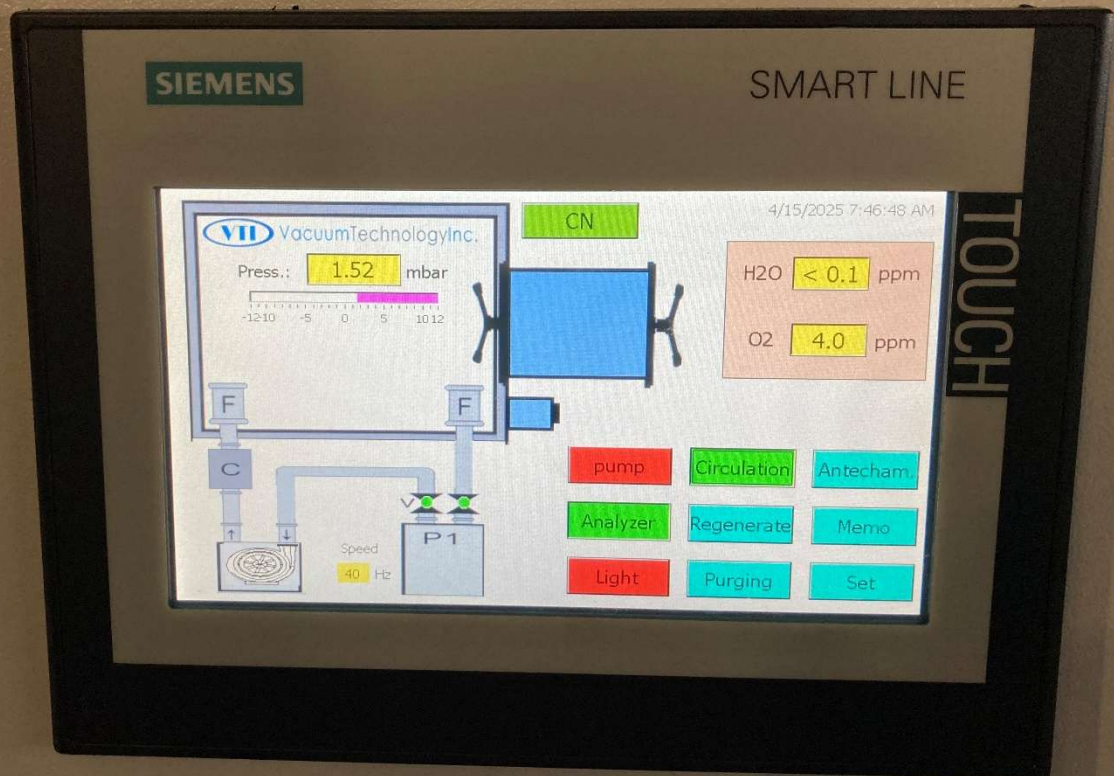 SIEMENS
SMART LINE
TOUCH
CN
4/15/2025 7:46:48 AM
VTI VacuumTechnologyInc.
Press.: 1.52 mbar
-12-10 -5 0 5 10 12
H2O < 0.1 ppm
O2 4.0 ppm
F
F
C
V
P1
Speed
40 Hz
pump Circulation Antecham.
Analyzer Regenerate Memo
Light Purging Set